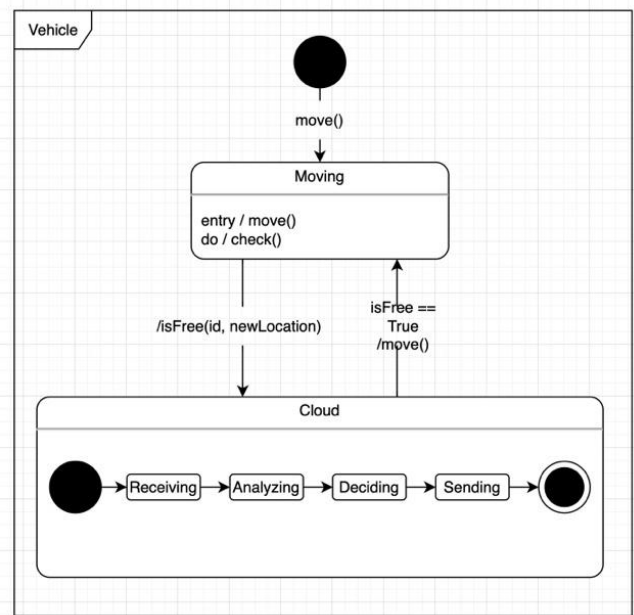 Vehicle
move()
Moving
entry / move()
do / check()
/isFree(id, newLocation)
isFree ==
True
/move()
Cloud
Receiving
Analyzing
Deciding
Sending